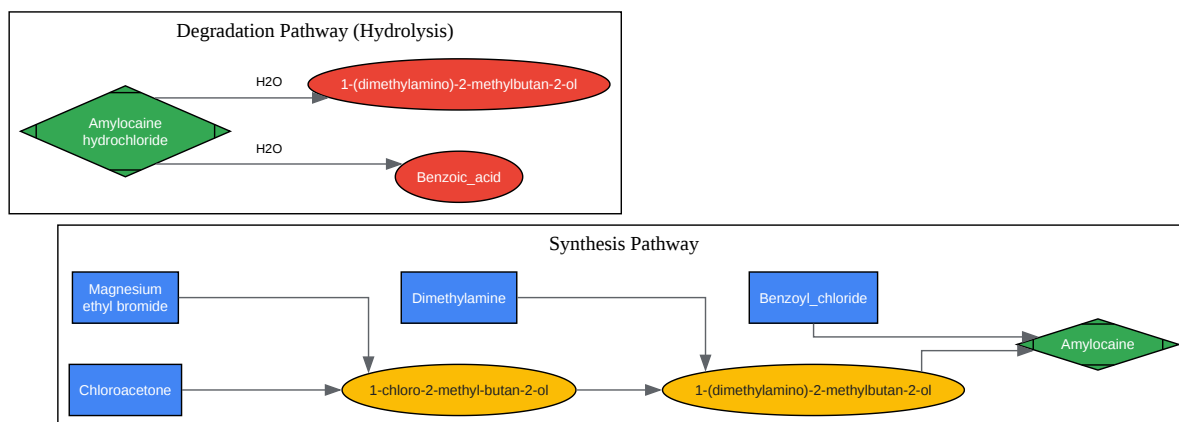 Degradation Pathway (Hydrolysis)
H2O
1-(dimethylamino)-2-methylbutan-2-ol
Amylocaine
hydrochloride
H2O
Benzoic_acid
Synthesis Pathway
Magnesium
ethyl bromide
Dimethylamine
Benzoyl_chloride
Amylocaine
Chloroacetone
1-chloro-2-methyl-butan-2-ol
1-(dimethylamino)-2-methylbutan-2-ol